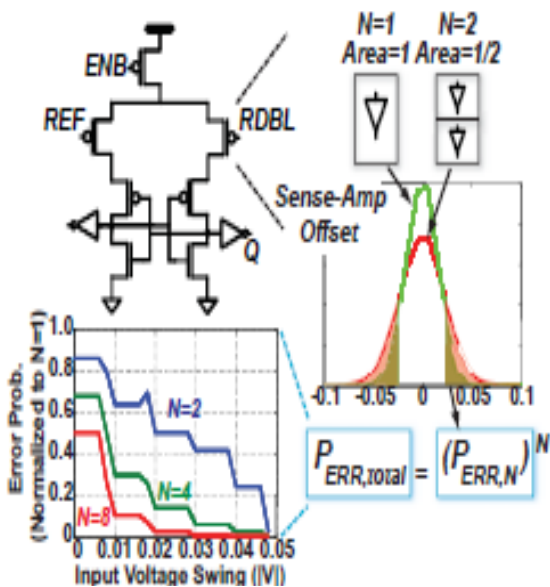 N=1
Area=1
N=2
Area=1/2
ENB
REF
RDBL
Q
Sense-Amp
Offset
-0.1 -0.05 0 0.05 0.1
Error Prob.
(Normalized to N=1)
1.0
0.8
0.6
0.4
0.2
0
N=2
N=4
N=8
0.00 0.01 0.02 0.03 0.04 0.05
Input Voltage Swing (|V|)
P_ERR,total = (P_ERR,N)^N